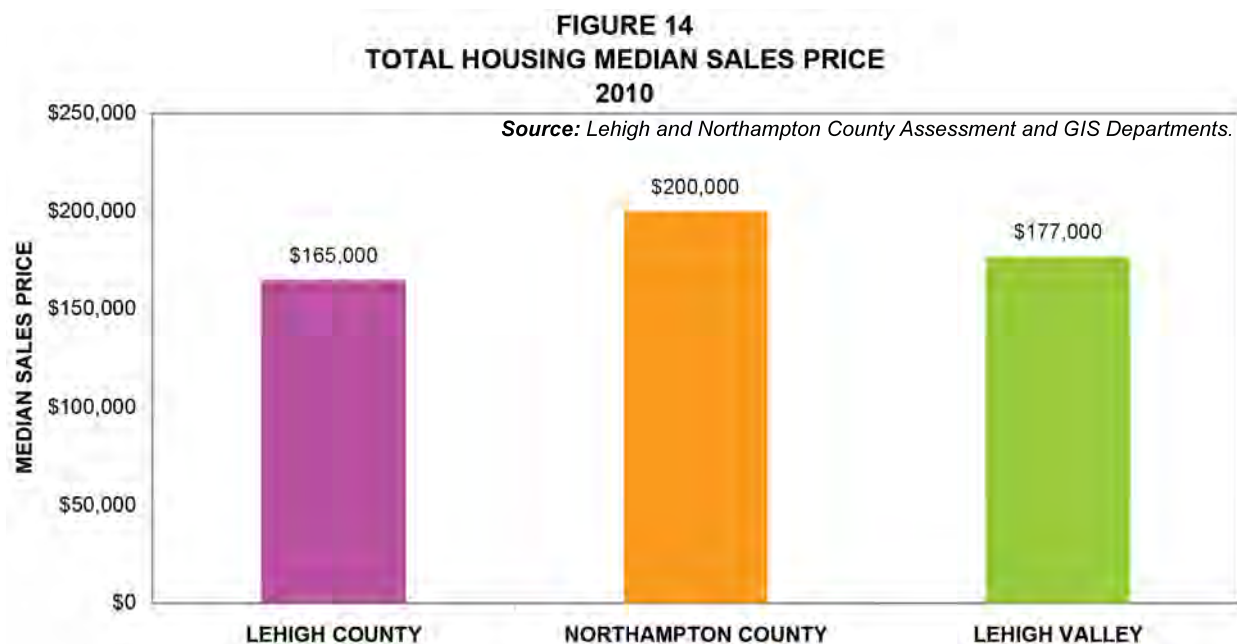 FIGURE 14
TOTAL HOUSING MEDIAN SALES PRICE
2010
Source: Lehigh and Northampton County Assessment and GIS Departments.
MEDIAN SALES PRICE
$250,000
$200,000
$150,000
$100,000
$50,000
$0
$165,000
$200,000
$177,000
LEHIGH COUNTY
NORTHAMPTON COUNTY
LEHIGH VALLEY